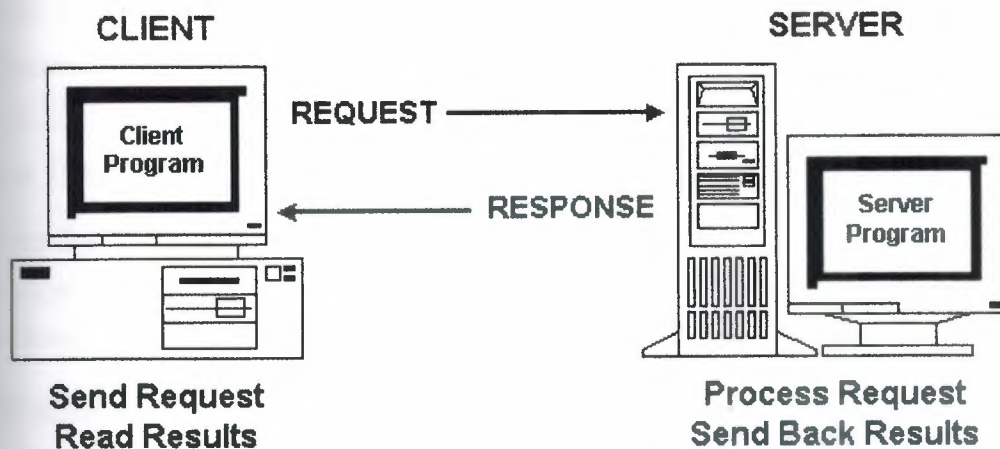 CLIENT
SERVER
Client
Program
REQUEST
RESPONSE
Server
Program
Send Request
Read Results
Process Request
Send Back Results